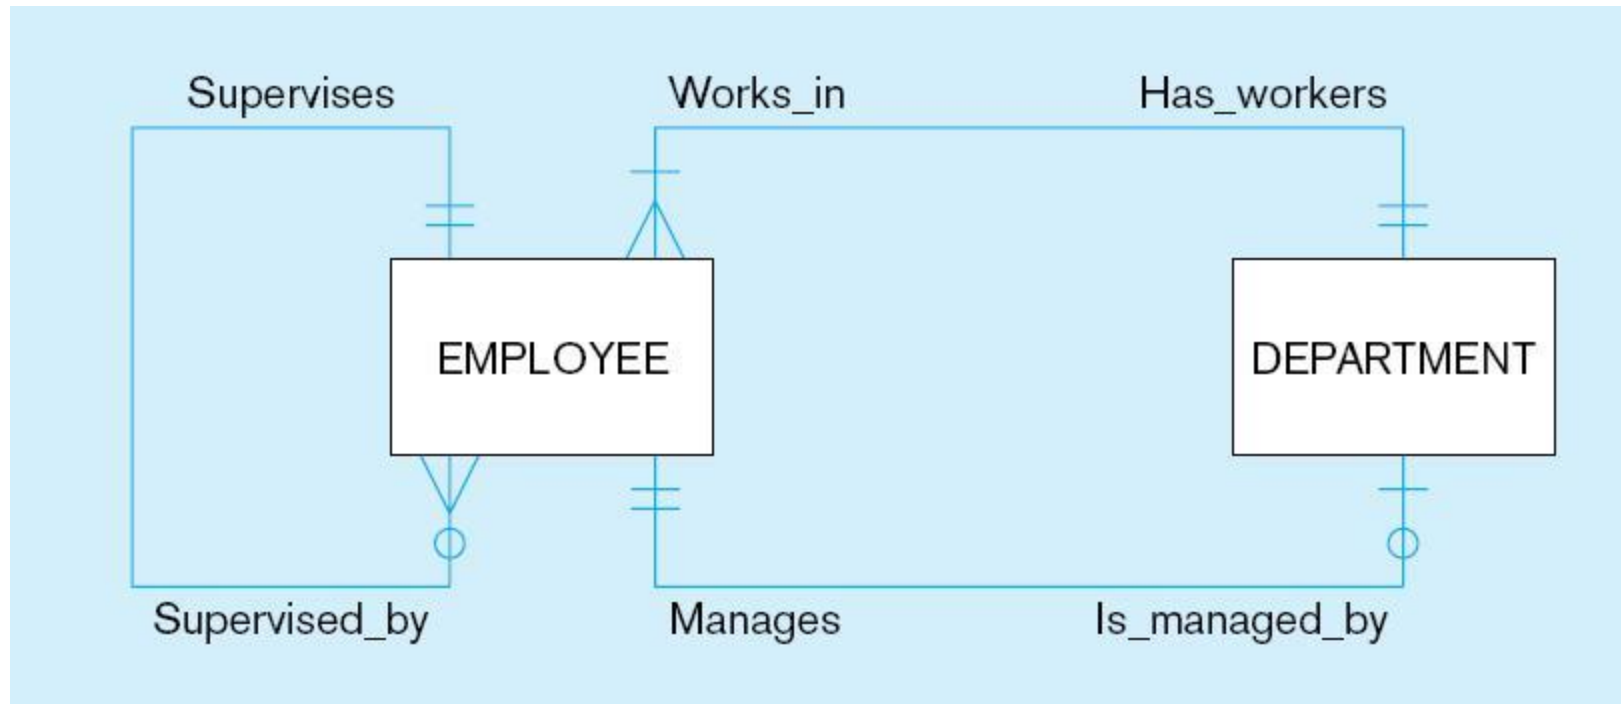 Supervises
Works_in
Has_workers
EMPLOYEE
DEPARTMENT
Supervised_by
Manages
Is_managed_by